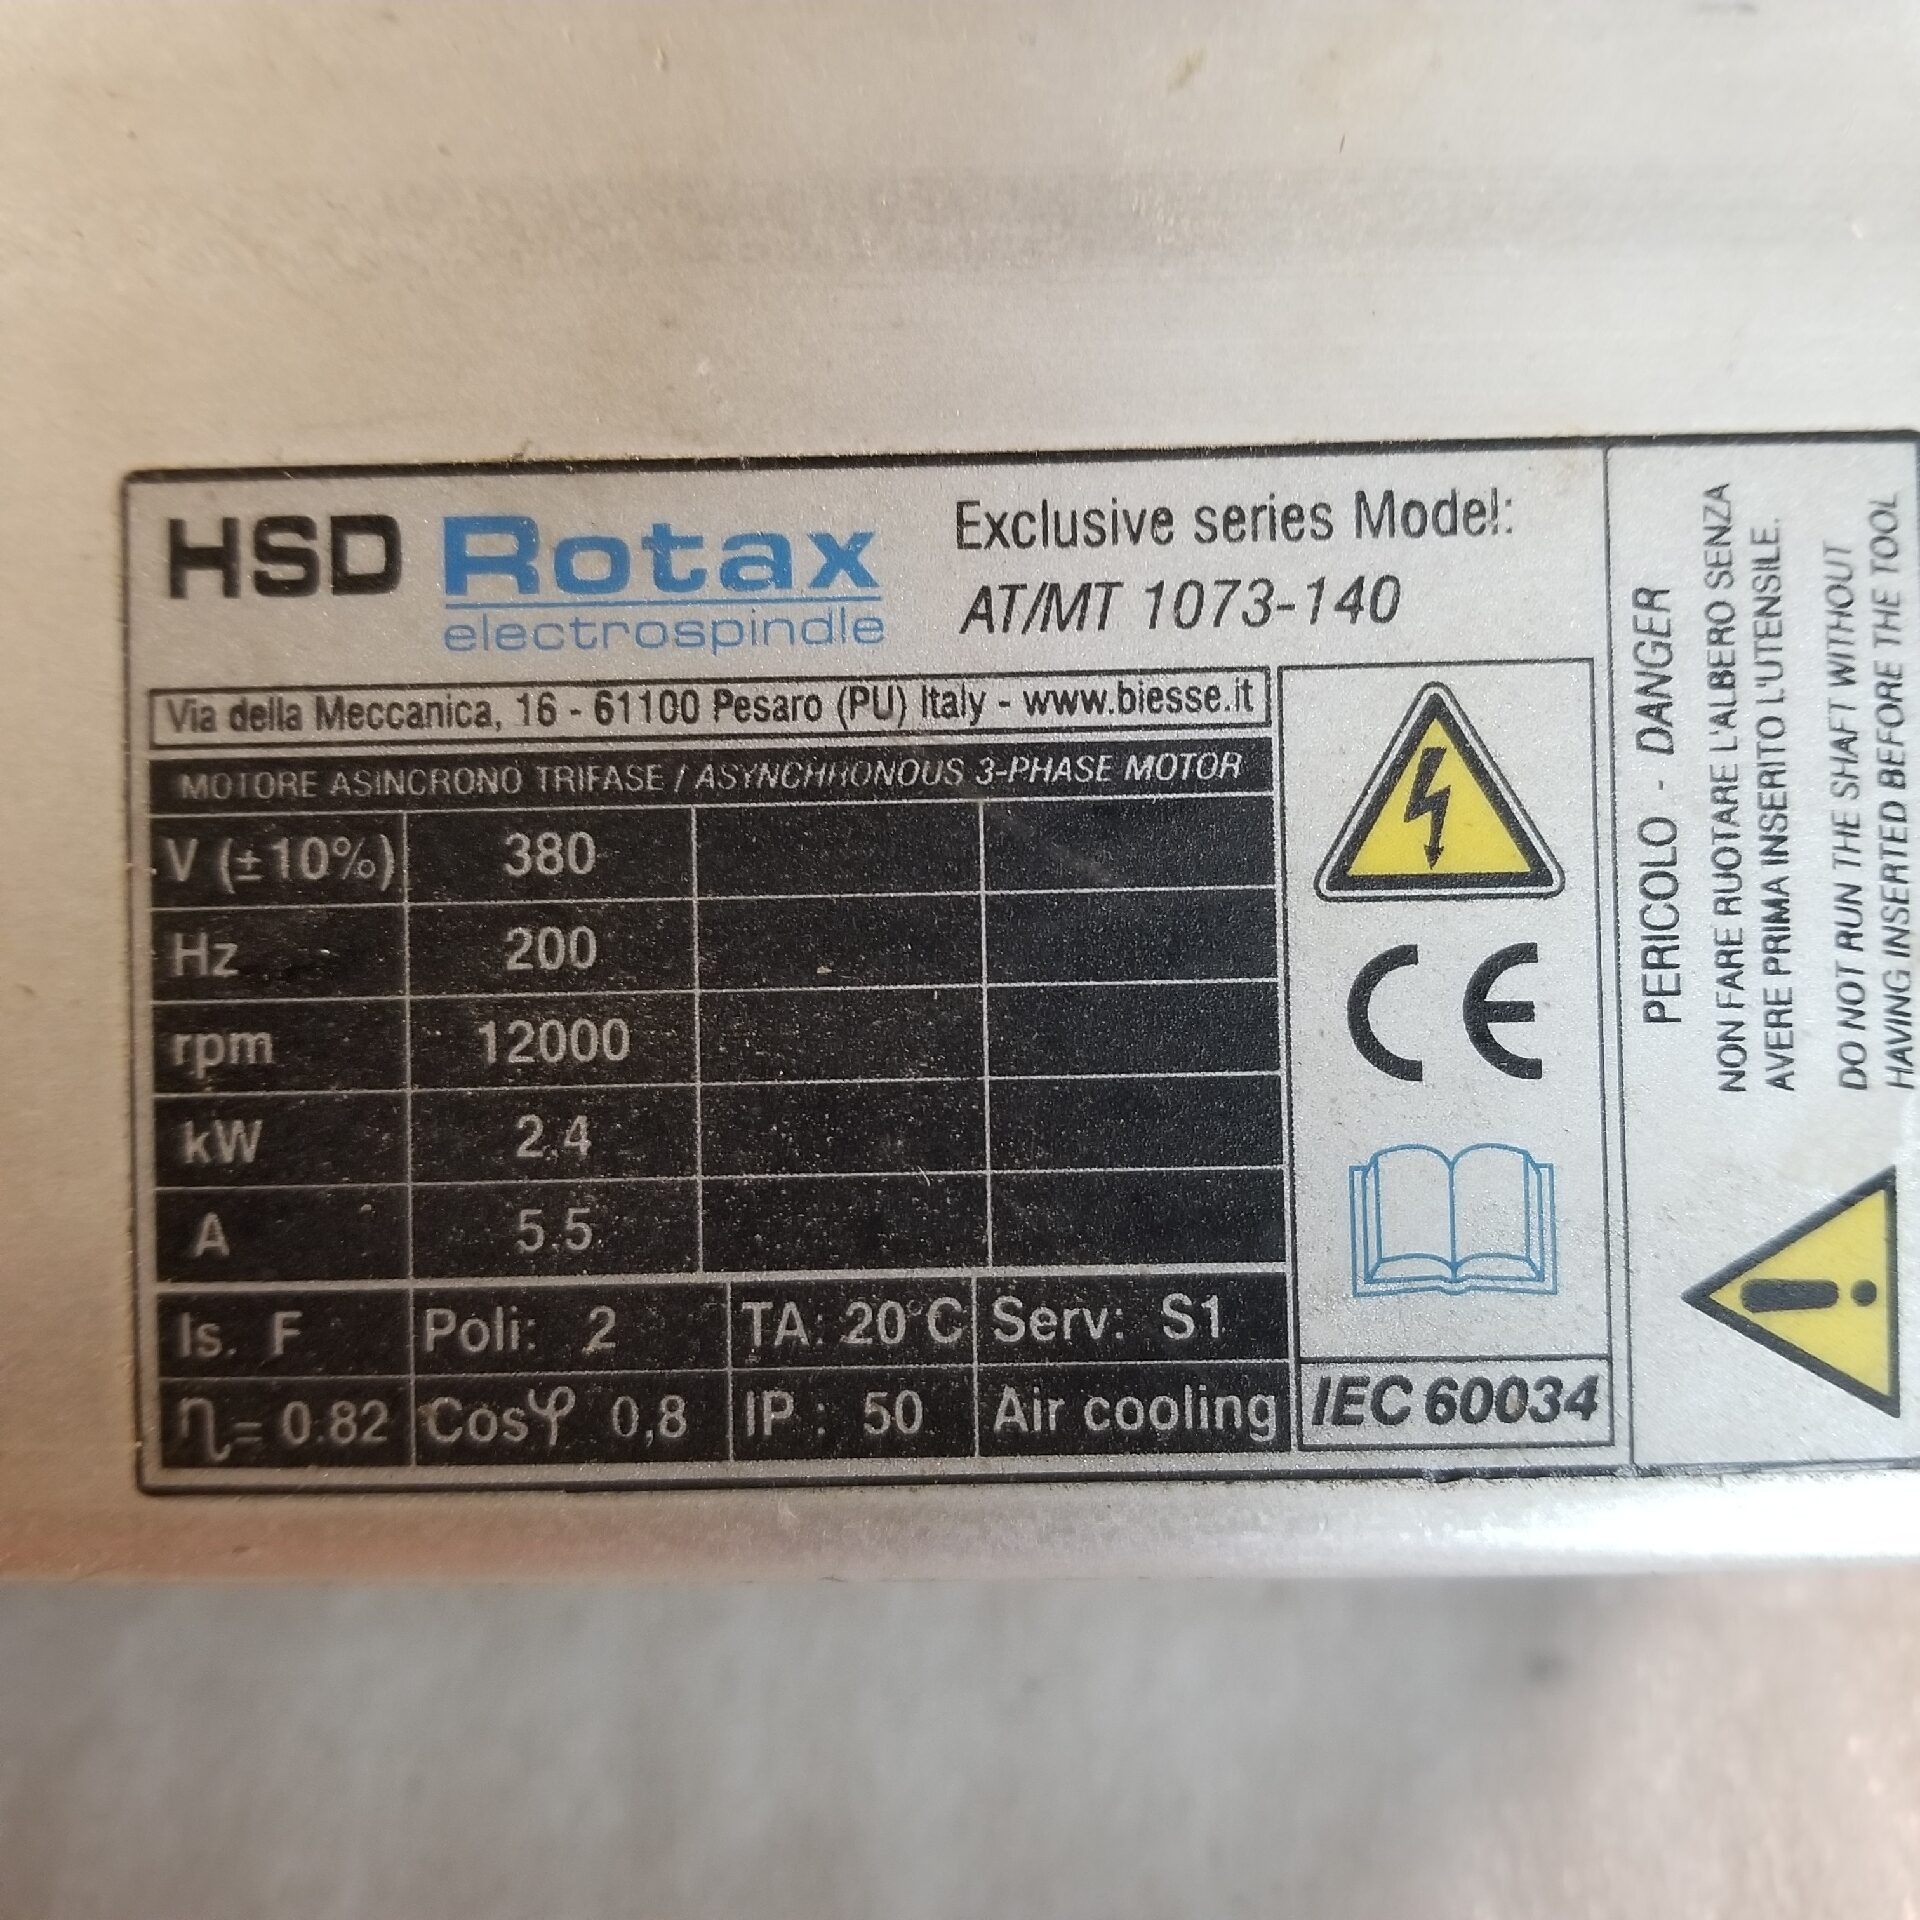 HSD Rotax
electrospindle
Exclusive series Model:
AT/MT 1073-140
Via della Meccanica, 16 - 61100 Pesaro (PU) Italy - www.biesse.it
MOTORE ASINCRONO TRIFASE / ASYNCHRONOUS 3-PHASE MOTOR
V (±10%) 380
Hz 200
rpm 12000
kW 2.4
A 5.5
Is. F Poli: 2 TA: 20°C Serv: S1
η= 0.82 Cosφ 0,8 IP : 50 Air cooling
CE
IEC 60034
PERICOLO - DANGER
NON FARE RUOTARE L'ALBERO SENZA
AVERE PRIMA INSERITO L'UTENSILE.
DO NOT RUN THE SHAFT WITHOUT
HAVING INSERTED BEFORE THE TOOL